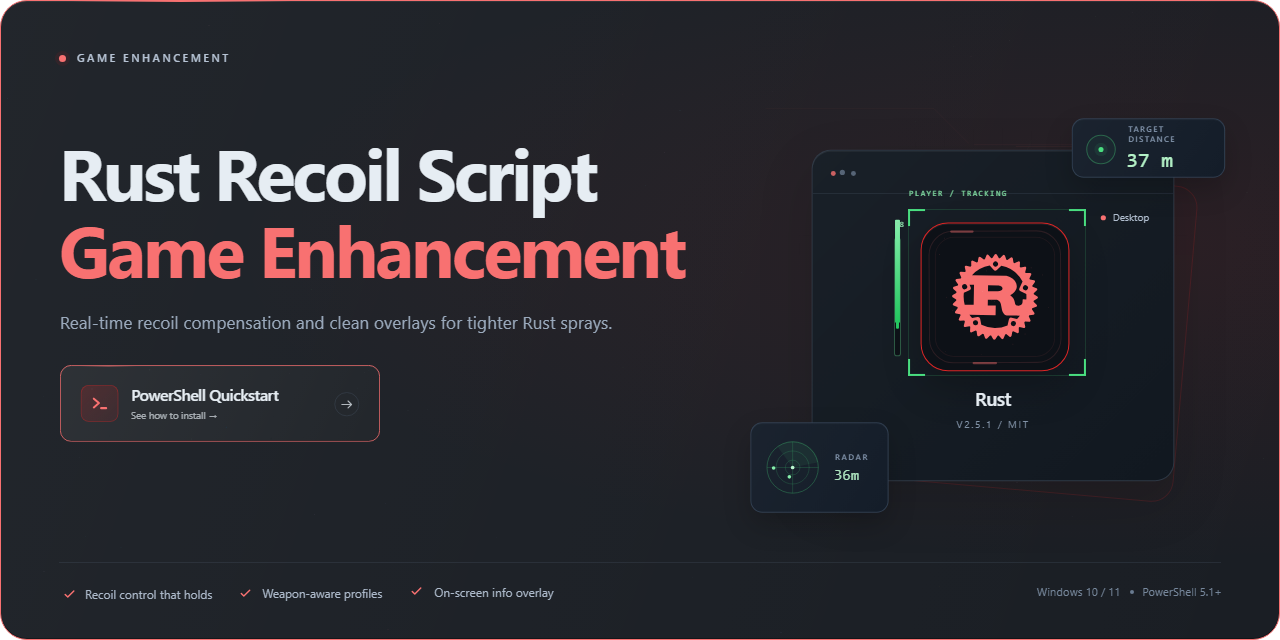 GAME ENHANCEMENT
Rust Recoil Script
Game Enhancement
Real-time recoil compensation and clean overlays for tighter Rust sprays.
PowerShell Quickstart
See how to install →
TARGET
DISTANCE
37 m
PLAYER / TRACKING
Desktop
R
Rust
V2.5.1 / MIT
RADAR
36m
Recoil control that holds
Weapon-aware profiles
On-screen info overlay
Windows 10 / 11 • PowerShell 5.1+